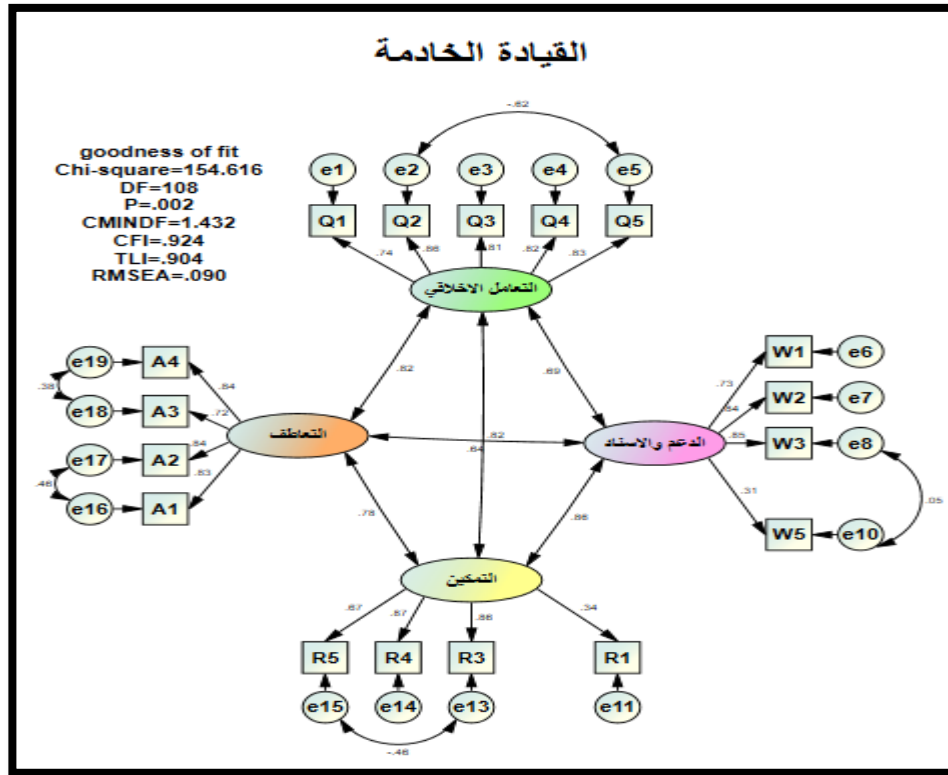 القيادة الخادمة
-.62
goodness of fit
Chi-square=154.616
DF=108
P=.002
CMINDF=1.432
CFI=.924
TLI=.904
RMSEA=.090
e1 e2 e3 e4 e5
Q1 Q2 Q3 Q4 Q5
.74 .86 .81 .82 .83
التعامل الاخلاقي
.82 .69
e19 A4
.38
e18 A3
e17 A2
.46
e16 A1
.84
.72
.84
.83
التعاطف
.82
.64
الدعم والاسناد
.73
.84
.85
.31
W1 e6
W2 e7
W3 e8
W5 e10
.05
.78 .86
التمكين
.67 .87 .86 .34
R5 R4 R3 R1
e15 e14 e13 e11
-.46